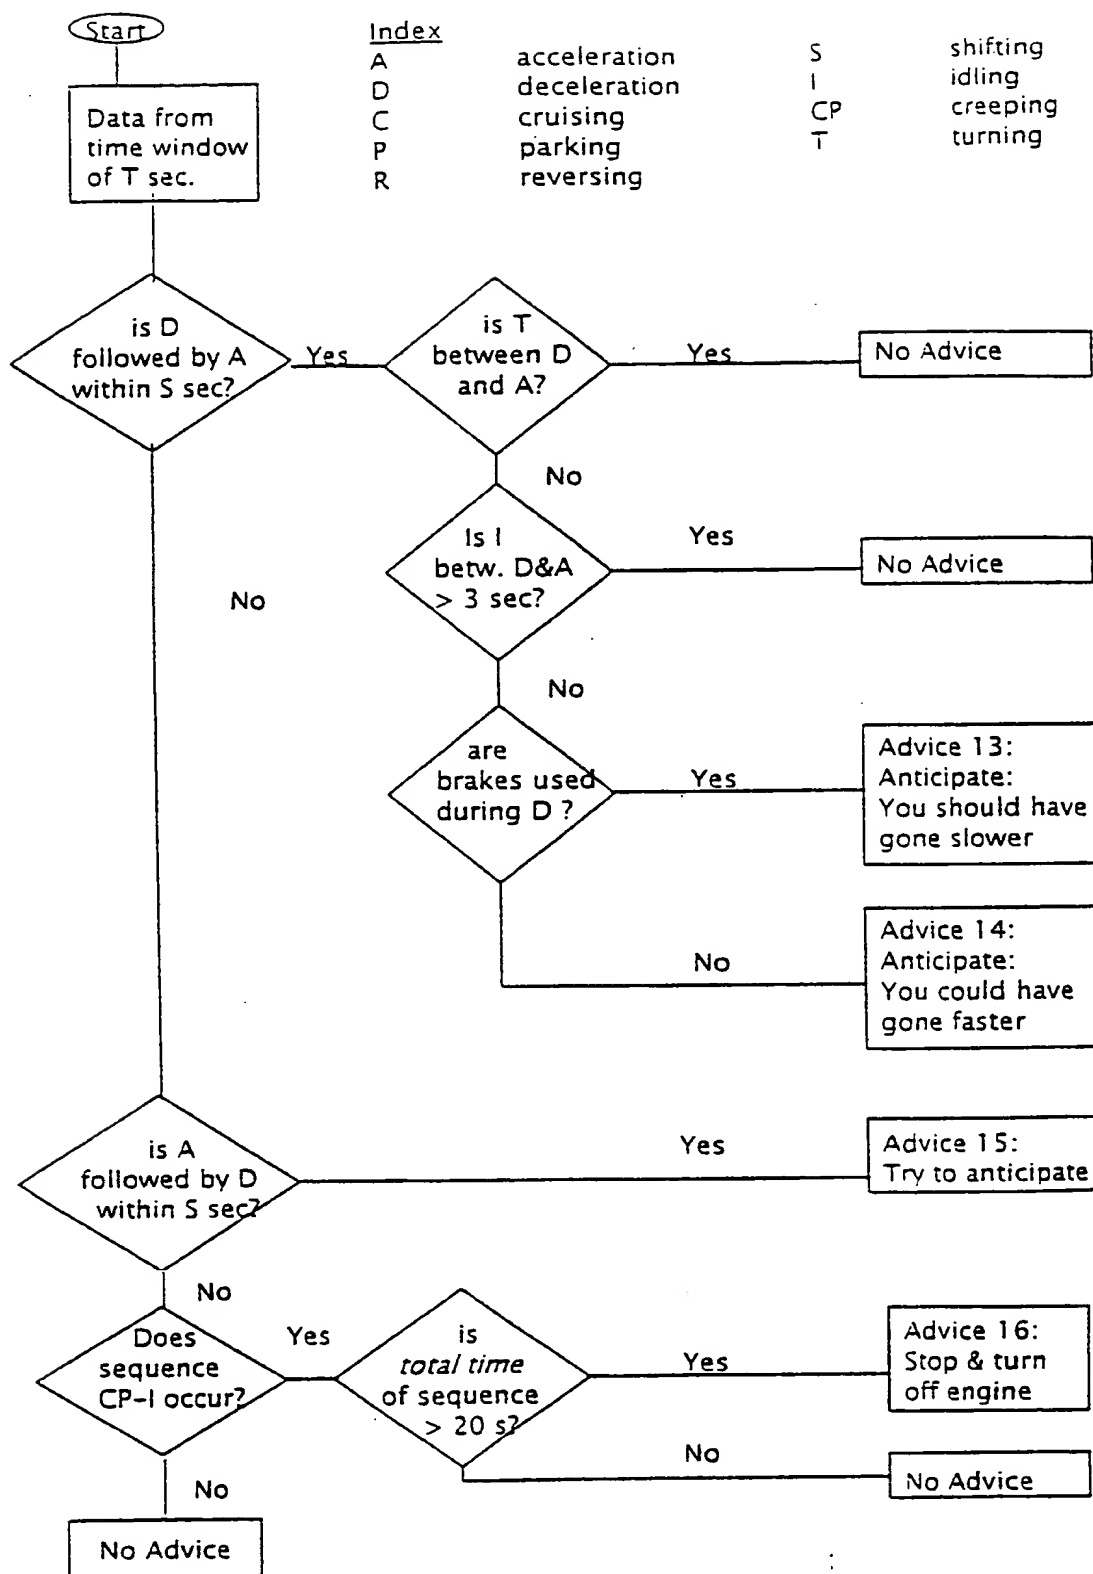 Start
Index
A acceleration
D deceleration
C cruising
P parking
R reversing
S shifting
I idling
CP creeping
T turning
Data from
time window
of T sec.
is D
followed by A
within S sec?
Yes
is T
between D
and A?
Yes
No Advice
No
Is I
betw. D&A
> 3 sec?
Yes
No Advice
No
No
are
brakes used
during D ?
Yes
Advice 13:
Anticipate:
You should have
gone slower
No
Advice 14:
Anticipate:
You could have
gone faster
is A
followed by D
within S sec?
Yes
Advice 15:
Try to anticipate
No
Does
sequence
CP-I occur?
Yes
is
total time
of sequence
> 20 s?
Yes
Advice 16:
Stop & turn
off engine
No
No Advice
No
No Advice